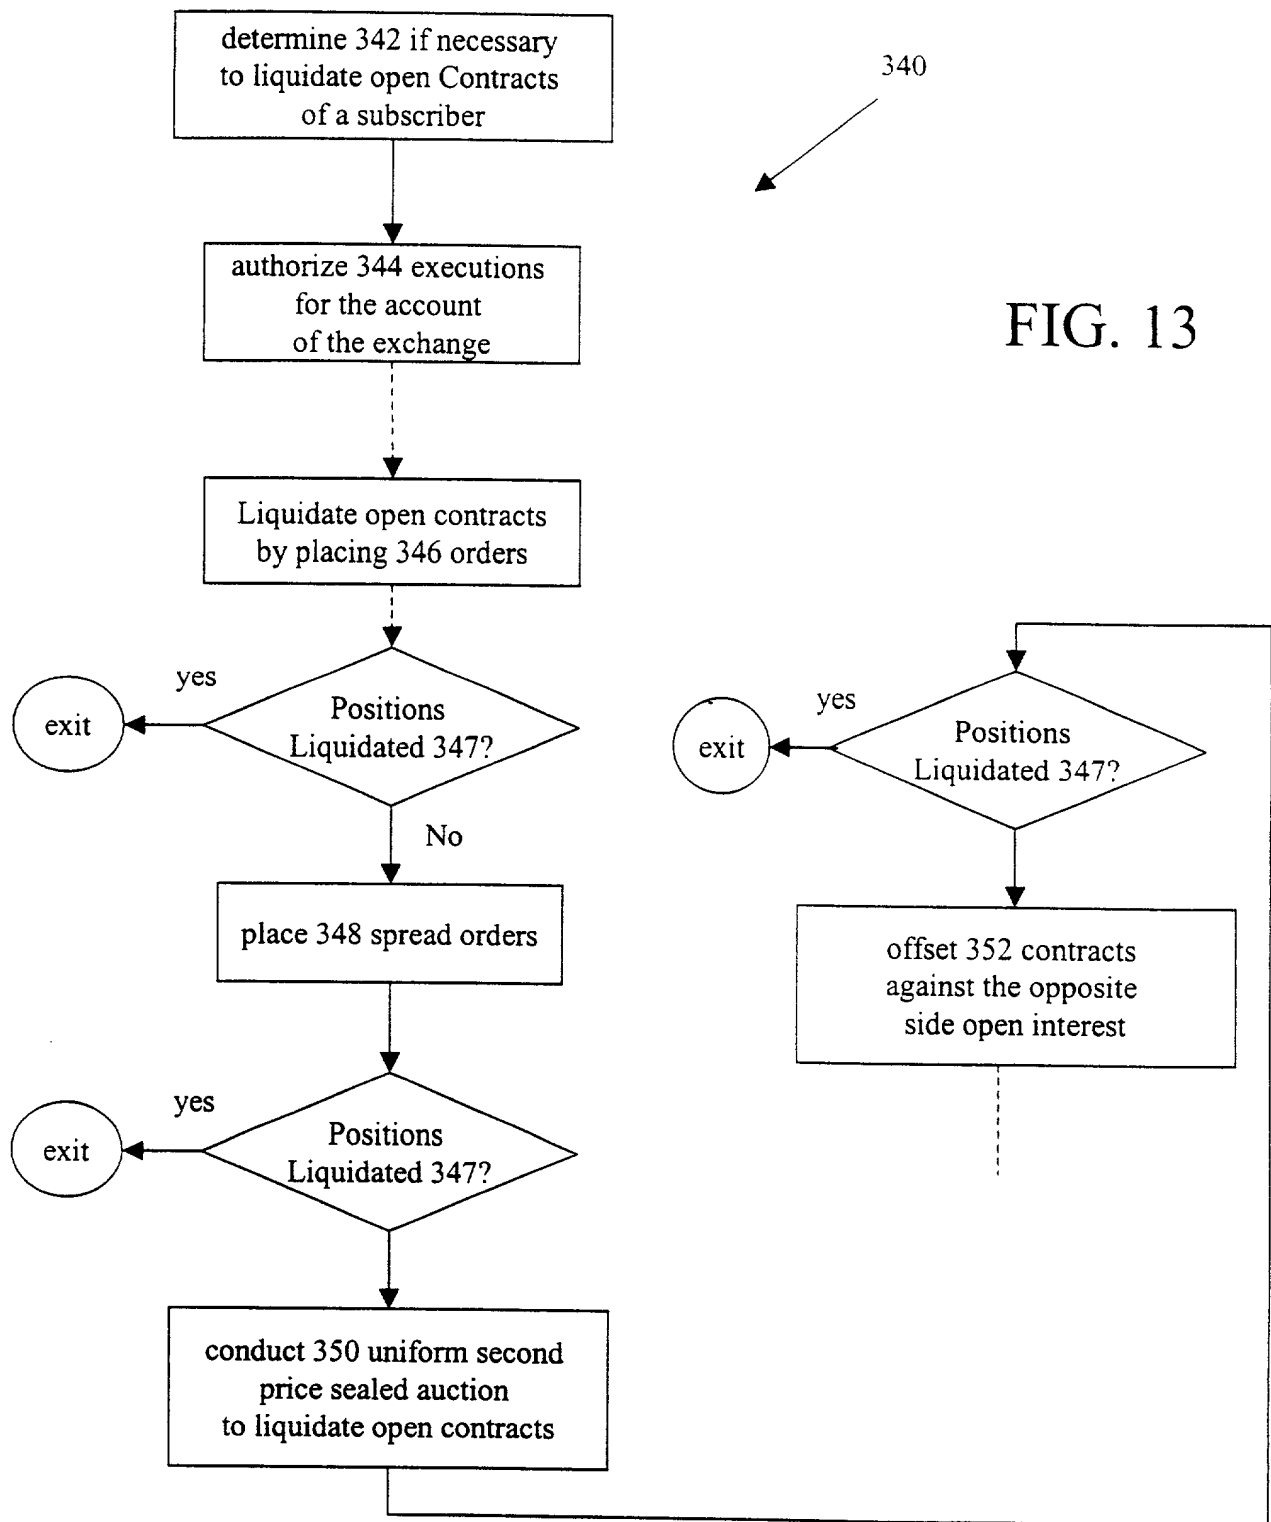 determine 342 if necessary
to liquidate open Contracts
of a subscriber
340
authorize 344 executions
for the account
of the exchange
FIG. 13
Liquidate open contracts
by placing 346 orders
yes
exit
Positions
Liquidated 347?
No
place 348 spread orders
yes
exit
Positions
Liquidated 347?
conduct 350 uniform second
price sealed auction
to liquidate open contracts
yes
exit
Positions
Liquidated 347?
offset 352 contracts
against the opposite
side open interest